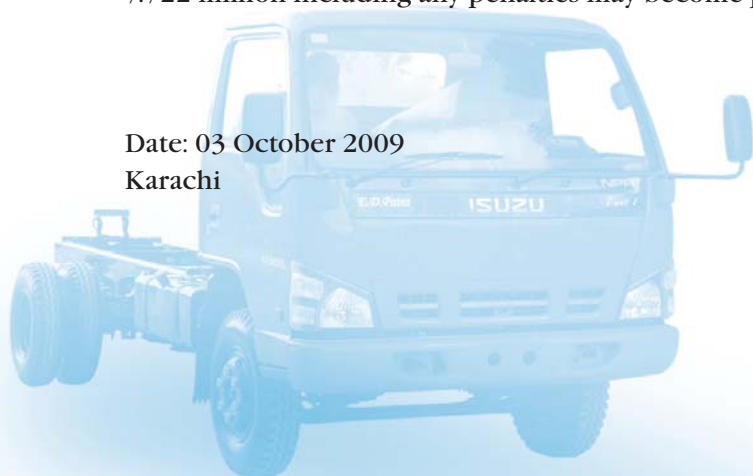 million including any penalties may become
Date: 03 October 2009
Karachi
ISUZU